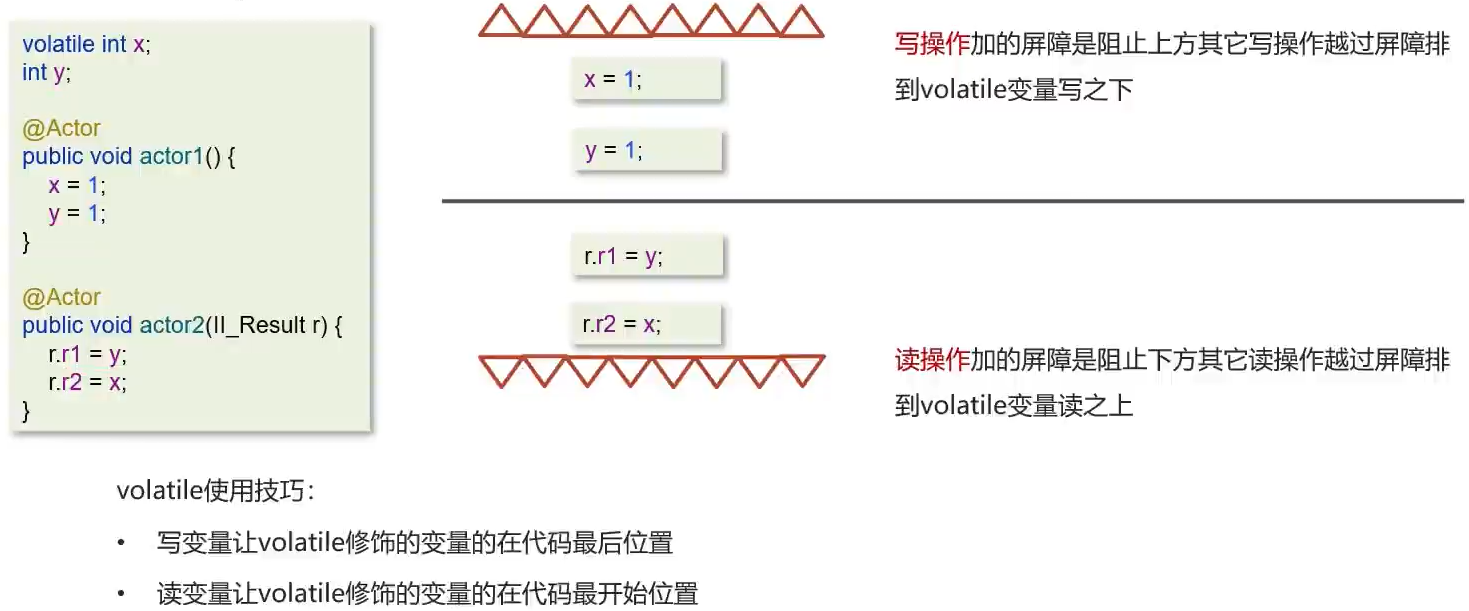 volatile int x;
int y;
@Actor
public void actor1() {
x = 1;
y = 1;
}
@Actor
public void actor2(II_Result r) {
r.r1 = y;
r.r2 = x;
}
x = 1;
y = 1;
r.r1 = y;
r.r2 = x;
写操作加的屏障是阻止上方其它写操作越过屏障排
到volatile变量写之下
读操作加的屏障是阻止下方其它读操作越过屏障排
到volatile变量读之上
volatile使用技巧：
• 写变量让volatile修饰的变量的在代码最后位置
• 读变量让volatile修饰的变量的在代码最开始位置